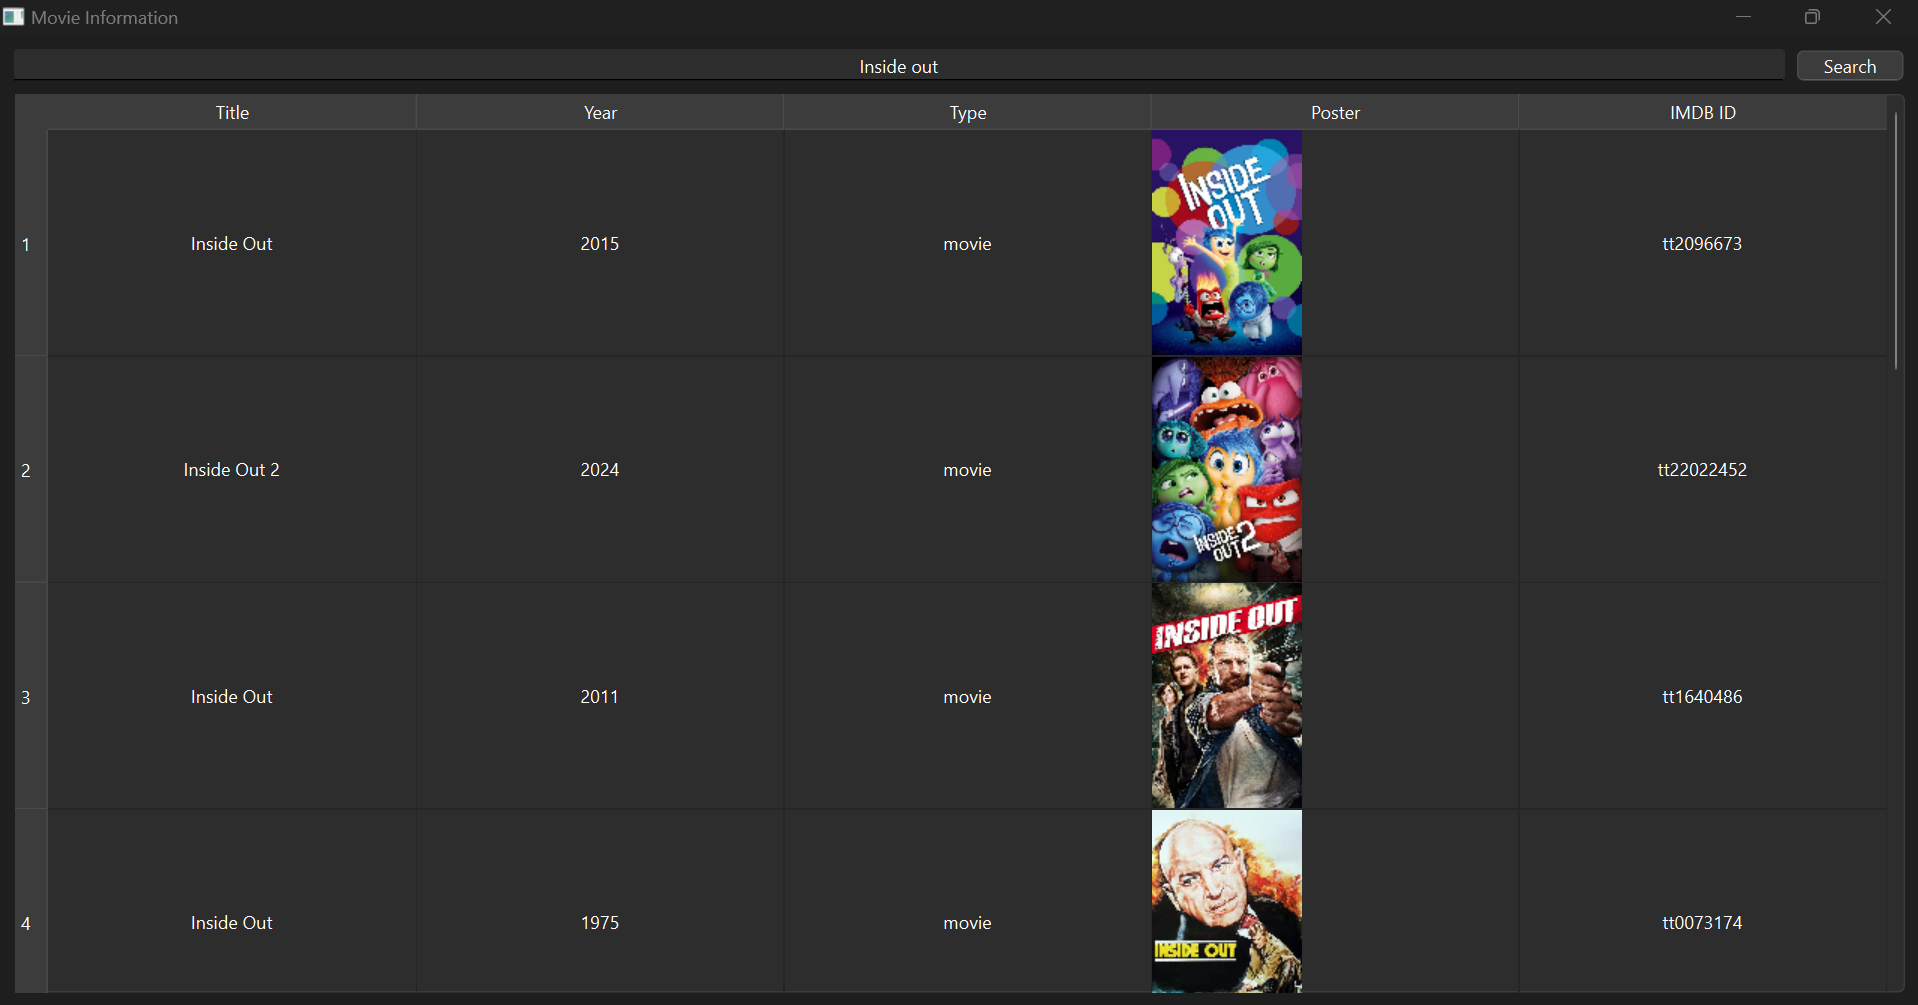 Movie Information
Inside out
Search
Title Year Type Poster IMDB ID
INSIDE
OUT
1 Inside Out 2015 movie tt2096673
2 Inside Out 2 2024 movie tt22022452
INSIDE
OUT 2
INSIDE OUT
3 Inside Out 2011 movie tt1640486
4 Inside Out 1975 movie tt0073174
INSIDE OUT